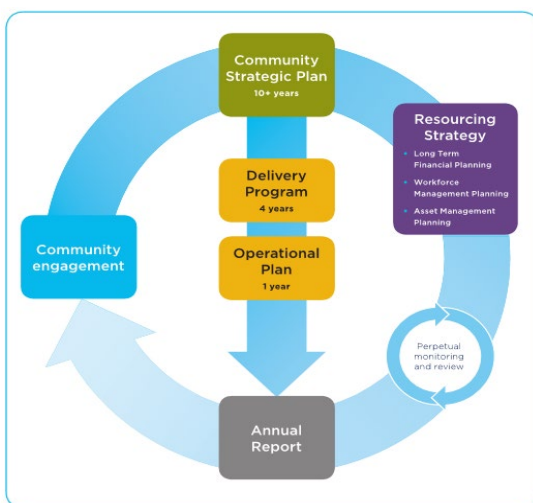 Community
Strategic Plan
10+ years
Resourcing
Strategy
• Long Term
Financial Planning
• Workforce
Management Planning
• Asset Management
Planning
Delivery
Program
4 years
Community
engagement
Operational
Plan
1 year
Perpetual
monitoring
and review
Annual
Report